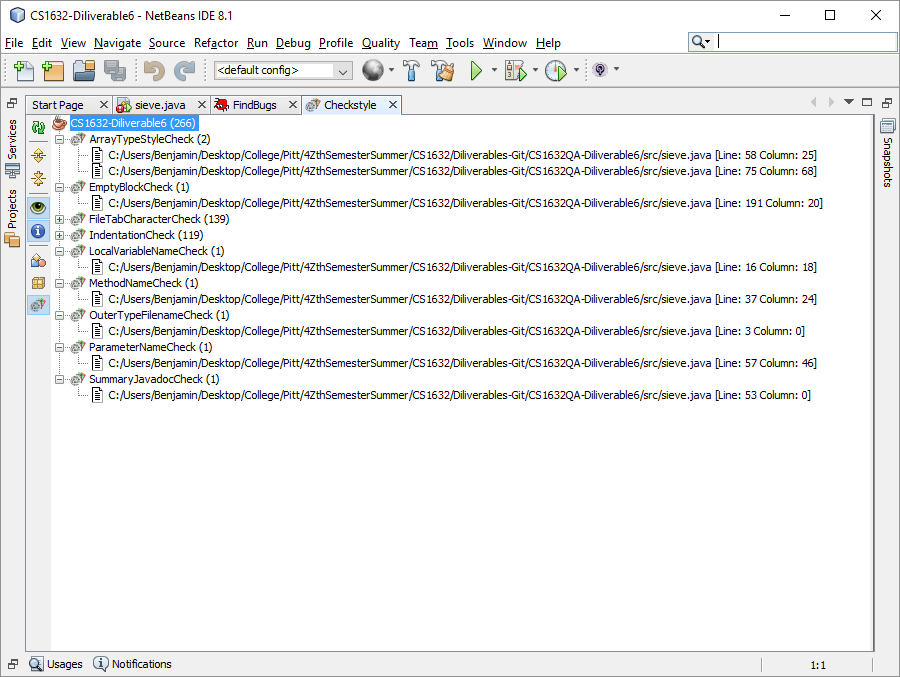 CS1632-Diliverable6 - NetBeans IDE 8.1
File Edit View Navigate Source Refactor Run Debug Profile Quality Team Tools Window Help
<default config>
Start Page sieve.java FindBugs Checkstyle
Services
Projects
Snapshots
CS1632-Diliverable6 (266)
ArrayTypeStyleCheck (2)
C:/Users/Benjamin/Desktop/College/Pitt/4ZthSemesterSummer/CS1632/Diliverables-Git/CS1632QA-Diliverable6/src/sieve.java [Line: 58 Column: 25]
C:/Users/Benjamin/Desktop/College/Pitt/4ZthSemesterSummer/CS1632/Diliverables-Git/CS1632QA-Diliverable6/src/sieve.java [Line: 75 Column: 68]
EmptyBlockCheck (1)
C:/Users/Benjamin/Desktop/College/Pitt/4ZthSemesterSummer/CS1632/Diliverables-Git/CS1632QA-Diliverable6/src/sieve.java [Line: 191 Column: 20]
FileTabCharacterCheck (139)
IndentationCheck (119)
LocalVariableNameCheck (1)
C:/Users/Benjamin/Desktop/College/Pitt/4ZthSemesterSummer/CS1632/Diliverables-Git/CS1632QA-Diliverable6/src/sieve.java [Line: 16 Column: 18]
MethodNameCheck (1)
C:/Users/Benjamin/Desktop/College/Pitt/4ZthSemesterSummer/CS1632/Diliverables-Git/CS1632QA-Diliverable6/src/sieve.java [Line: 37 Column: 24]
OuterTypeFilenameCheck (1)
C:/Users/Benjamin/Desktop/College/Pitt/4ZthSemesterSummer/CS1632/Diliverables-Git/CS1632QA-Diliverable6/src/sieve.java [Line: 3 Column: 0]
ParameterNameCheck (1)
C:/Users/Benjamin/Desktop/College/Pitt/4ZthSemesterSummer/CS1632/Diliverables-Git/CS1632QA-Diliverable6/src/sieve.java [Line: 57 Column: 46]
SummaryJavadocCheck (1)
C:/Users/Benjamin/Desktop/College/Pitt/4ZthSemesterSummer/CS1632/Diliverables-Git/CS1632QA-Diliverable6/src/sieve.java [Line: 53 Column: 0]
Usages Notifications 1:1